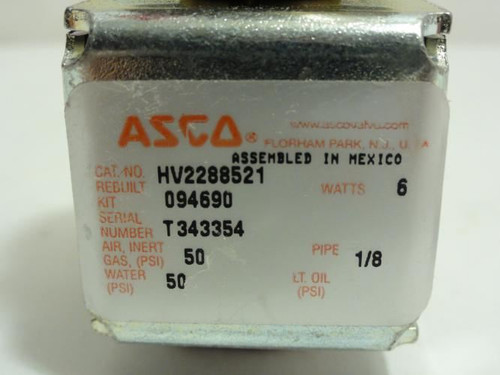 ASCO®
www.ascovalve.com
FLORHAM PARK, N.J., U.
ASSEMBLED IN MEXICO
CAT. NO. HV2288521
WATTS 6
REBUILT KIT 094690
SERIAL NUMBER T343354
AIR, INERT GAS, (PSI) 50
PIPE 1/8
WATER (PSI) 50
LT. OIL (PSI)